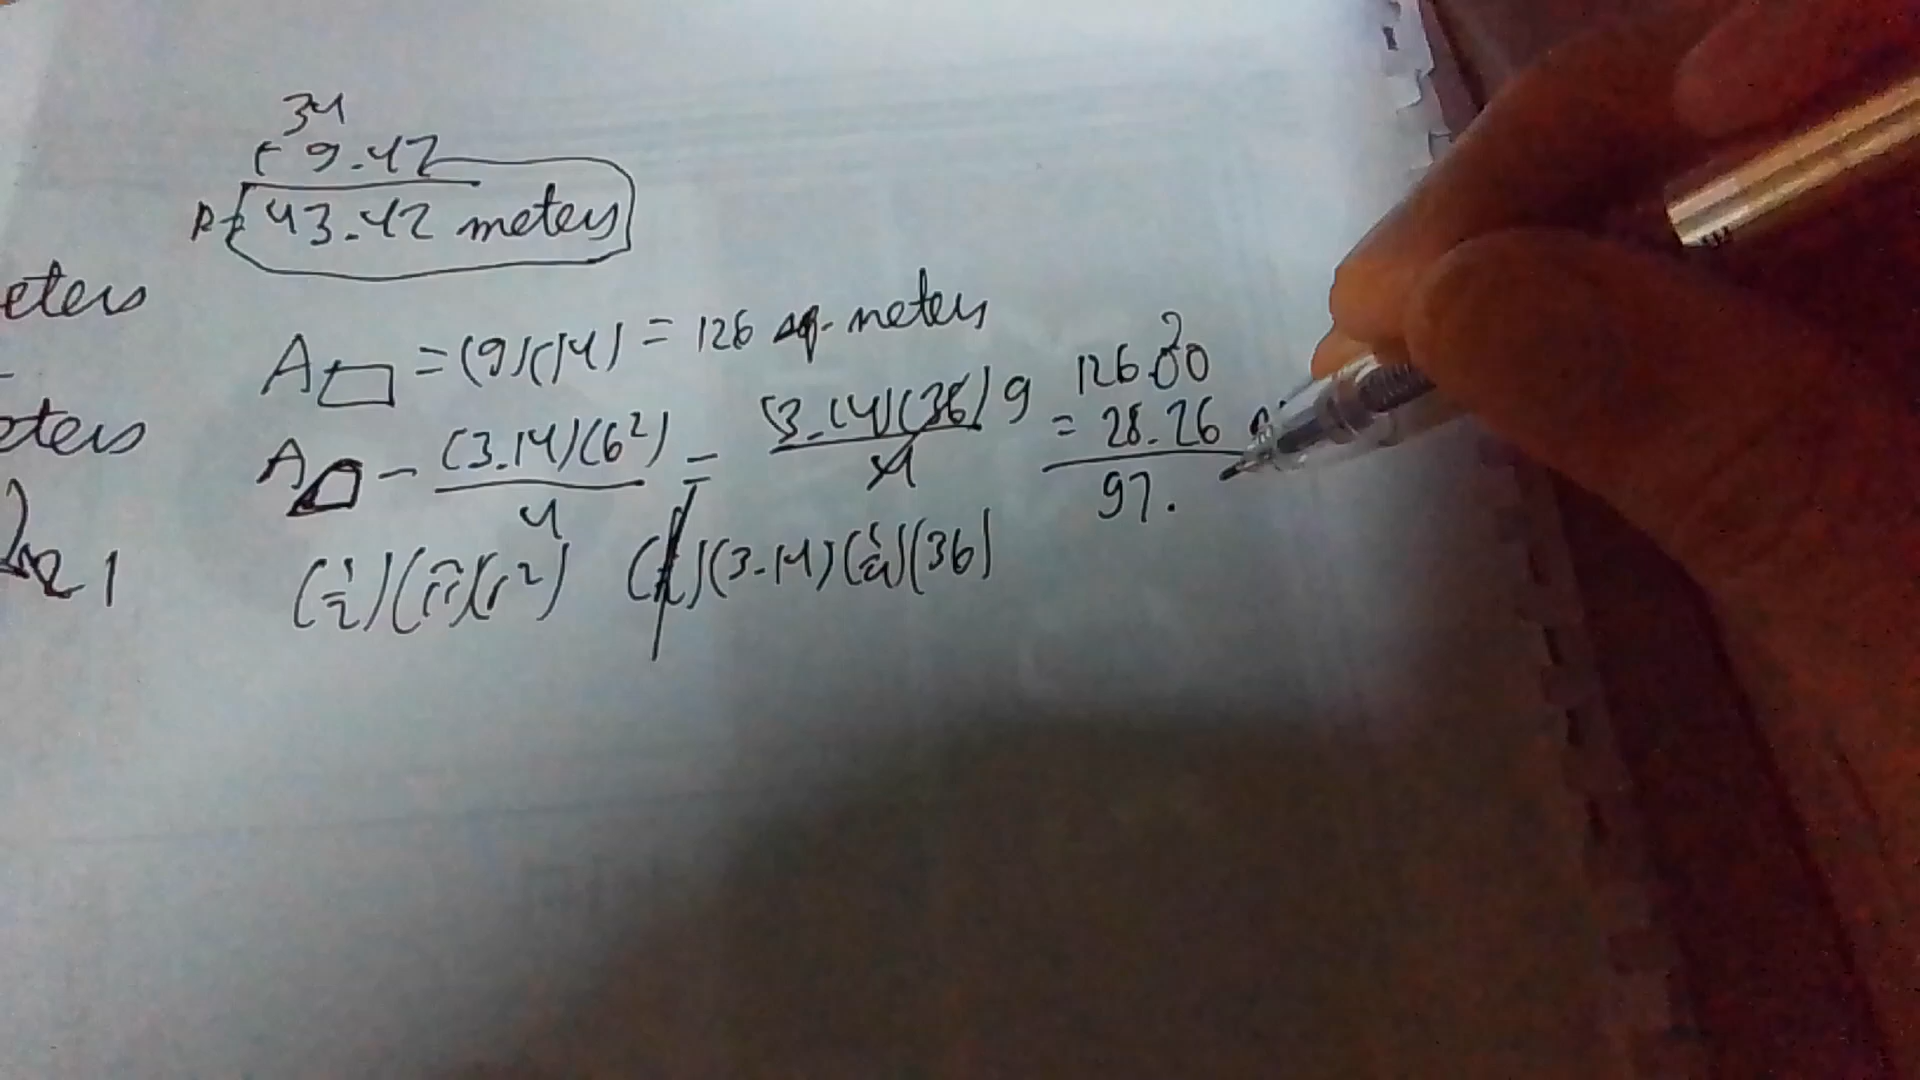 34
+ 9.42
P= 43.42 meters
eters
A = (9)(14) = 126 sq. meters
eters
A = (3.14)(6²) = (3.14)(36) 9
4 4
126.00
= 28.26
97.
1
(1/2)(π)(r²) (3.14)(36)